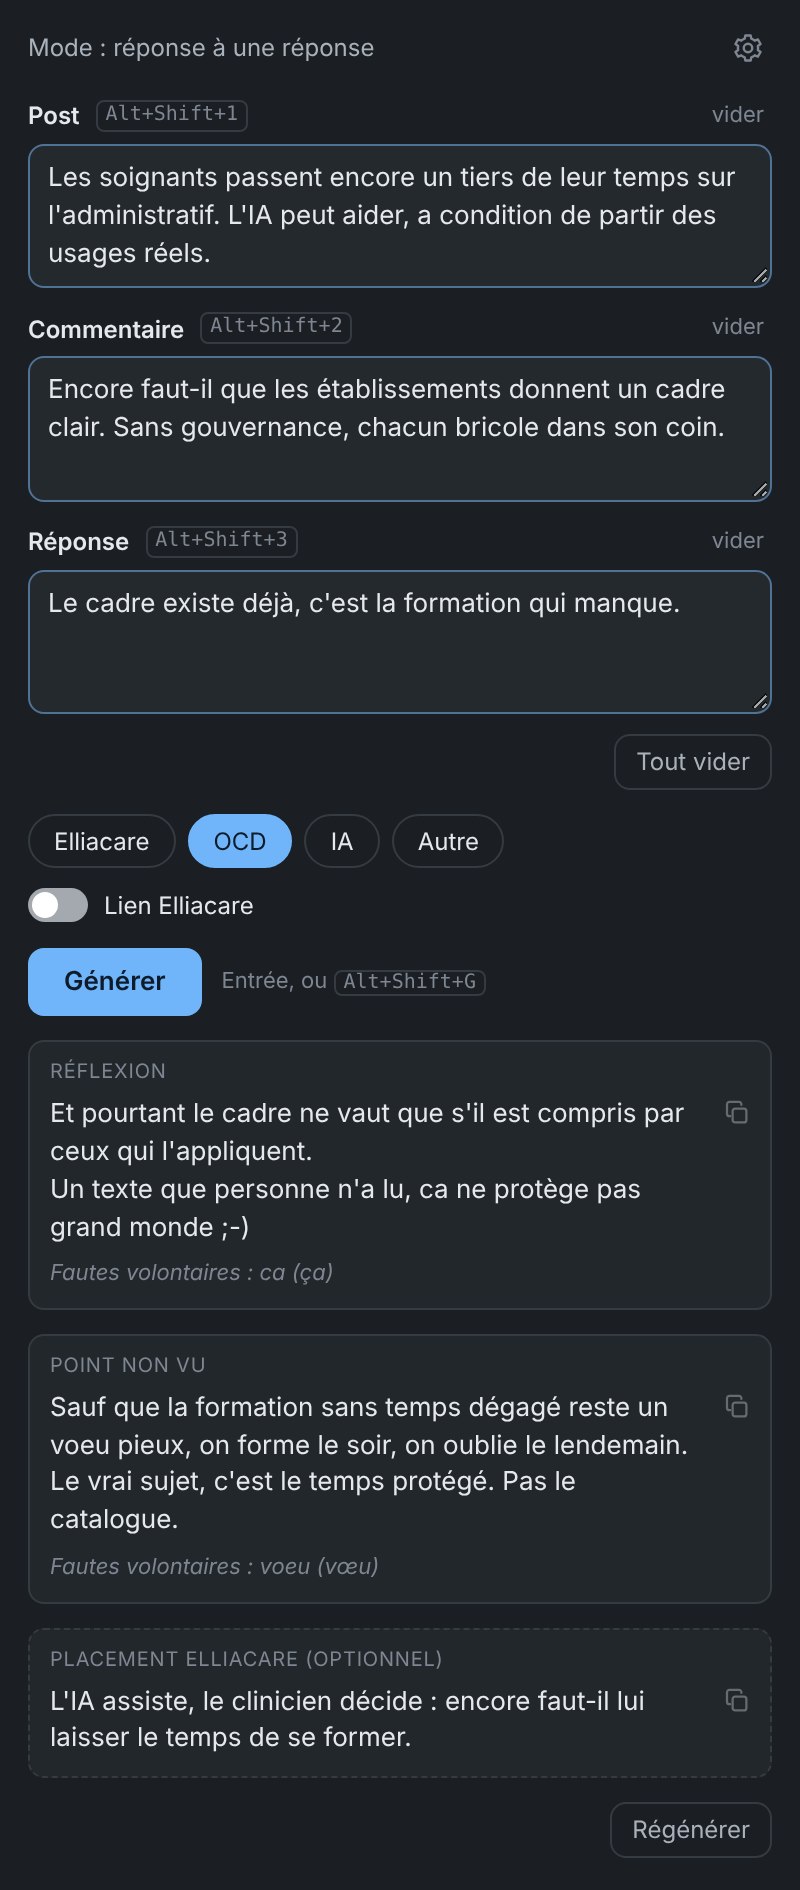 Mode : réponse à une réponse
Post Alt+Shift+1 vider
Les soignants passent encore un tiers de leur temps sur
l'administratif. L'IA peut aider, a condition de partir des
usages réels.
Commentaire Alt+Shift+2 vider
Encore faut-il que les établissements donnent un cadre
clair. Sans gouvernance, chacun bricole dans son coin.
Réponse Alt+Shift+3 vider
Le cadre existe déjà, c'est la formation qui manque.
Tout vider
Elliacare OCD IA Autre
Lien Elliacare
Générer Entrée, ou Alt+Shift+G
RÉFLEXION
Et pourtant le cadre ne vaut que s'il est compris par
ceux qui l'appliquent.
Un texte que personne n'a lu, ca ne protège pas
grand monde ;-)
Fautes volontaires : ca (ça)
POINT NON VU
Sauf que la formation sans temps dégagé reste un
voeu pieux, on forme le soir, on oublie le lendemain.
Le vrai sujet, c'est le temps protégé. Pas le
catalogue.
Fautes volontaires : voeu (vœu)
PLACEMENT ELLIACARE (OPTIONNEL)
L'IA assiste, le clinicien décide : encore faut-il lui
laisser le temps de se former.
Régénérer